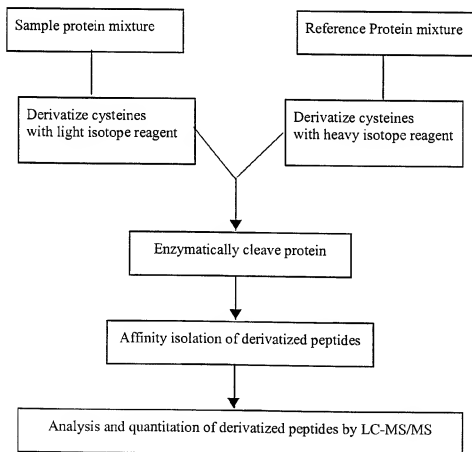 Sample protein mixture
Reference Protein mixture
Derivatize cysteines
with light isotope reagent
Derivatize cysteines
with heavy isotope reagent
Enzymatically cleave protein
Affinity isolation of derivatized peptides
Analysis and quantitation of derivatized peptides by LC-MS/MS